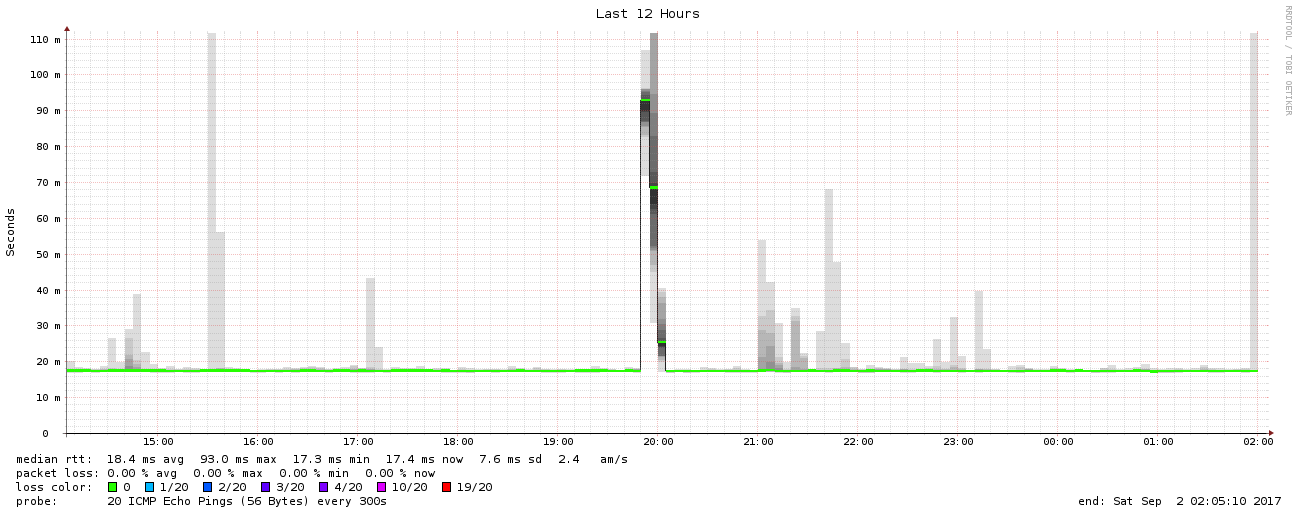 Last 12 Hours
RRDTOOL / TOBI OETIKER
Seconds
110 m
100 m
90 m
80 m
70 m
60 m
50 m
40 m
30 m
20 m
10 m
0
15:00 16:00 17:00 18:00 19:00 20:00 21:00 22:00 23:00 00:00 01:00 02:00
median rtt: 18.4 ms avg 93.0 ms max 17.3 ms min 17.4 ms now 7.6 ms sd 2.4 am/s
packet loss: 0.00 % avg 0.00 % max 0.00 % min 0.00 % now
loss color: 0 1/20 2/20 3/20 4/20 10/20 19/20
probe: 20 ICMP Echo Pings (56 Bytes) every 300s end: Sat Sep 2 02:05:10 2017